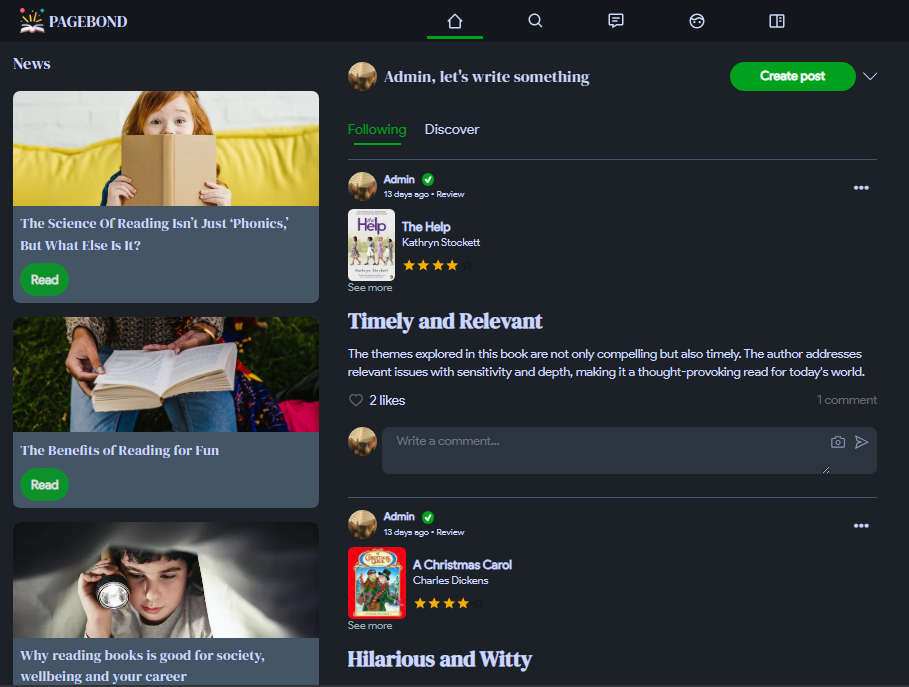 PAGEBOND
News
The Science Of Reading Isn't Just ‘Phonics,’
But What Else Is It?
Read
The Benefits of Reading for Fun
Read
Why reading books is good for society,
wellbeing and your career
Admin, let's write something
Create post
Following
Discover
Admin
13 days ago • Review
the Help
Kathryn Stockett
The Help
Kathryn Stockett
See more
Timely and Relevant
The themes explored in this book are not only compelling but also timely. The author addresses
relevant issues with sensitivity and depth, making it a thought-provoking read for today's world.
2 likes
1 comment
Write a comment...
Admin
13 days ago • Review
A Christmas Carol
Charles Dickens
See more
Hilarious and Witty